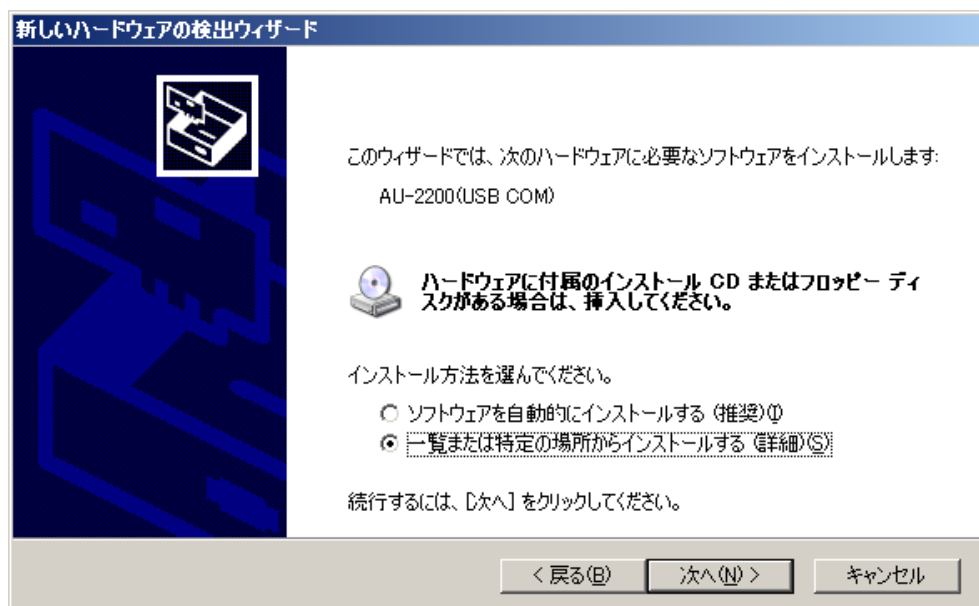 新しいハードウェアの検出ウィザード
このウィザードでは、次のハードウェアに必要なソフトウェアをインストールします:
AU-2200(USB COM)
ハードウェアに付属のインストール CD またはフロッピー ディ
スクがある場合は、挿入してください。
インストール方法を選んでください。
ソフトウェアを自動的にインストールする (推奨)(I)
一覧または特定の場所からインストールする (詳細)(S)
続行するには、[次へ] をクリックしてください。
< 戻る(B) 次へ(N) > キャンセル